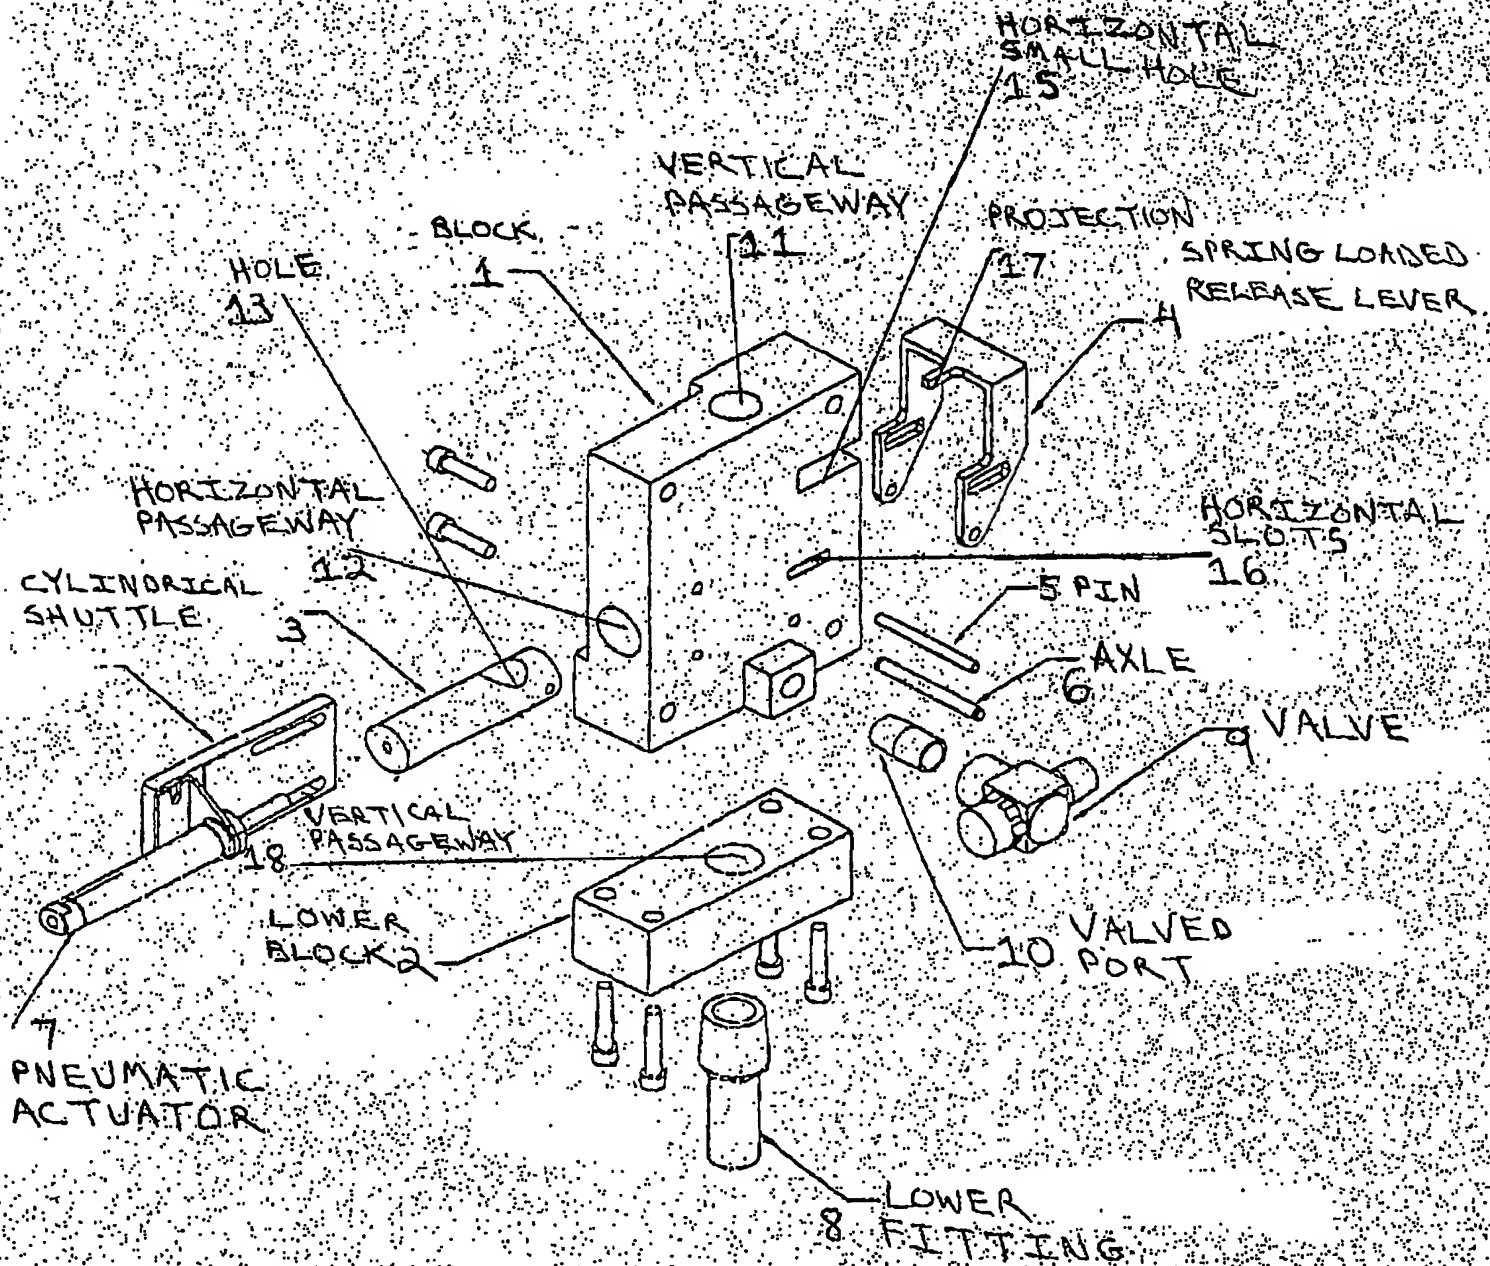 HORIZONTAL
SMALL HOLE
15
VERTICAL
PASSAGEWAY
11
PROJECTION
17
SPRING LOADED
RELEASE LEVER
4
BLOCK
1
HOLE
13
HORIZONTAL
PASSAGEWAY
12
HORIZONTAL
SLOTS
16
CYLINDRICAL
SHUTTLE
3
5 PIN
AXLE
6
9 VALVE
VERTICAL
PASSAGEWAY
18
LOWER
BLOCK 2
10 VALVED
PORT
7
PNEUMATIC
ACTUATOR
LOWER
8 FITTING